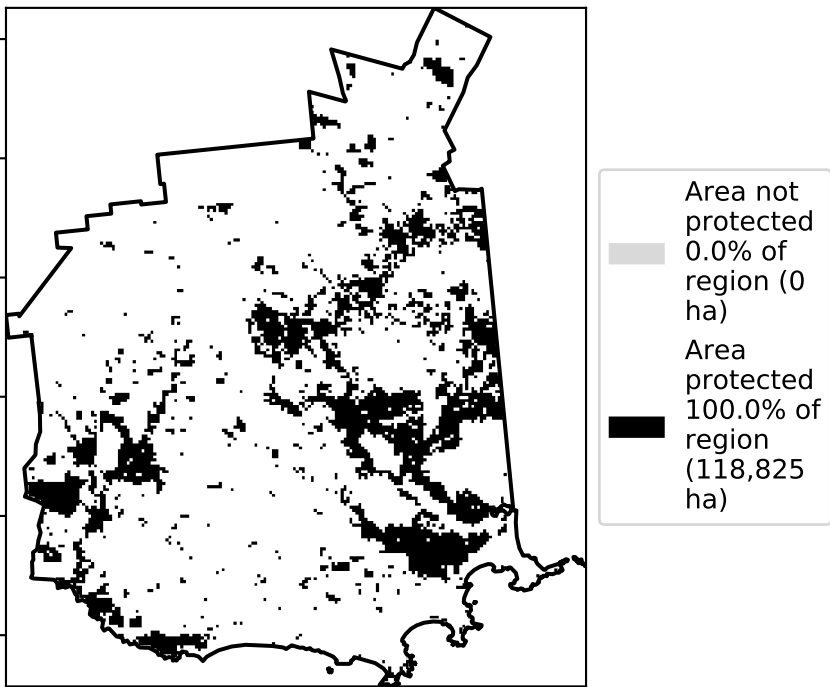 Area not
protected
0.0% of
region (0
ha)
Area
protected
100.0% of
region
(118,825
ha)